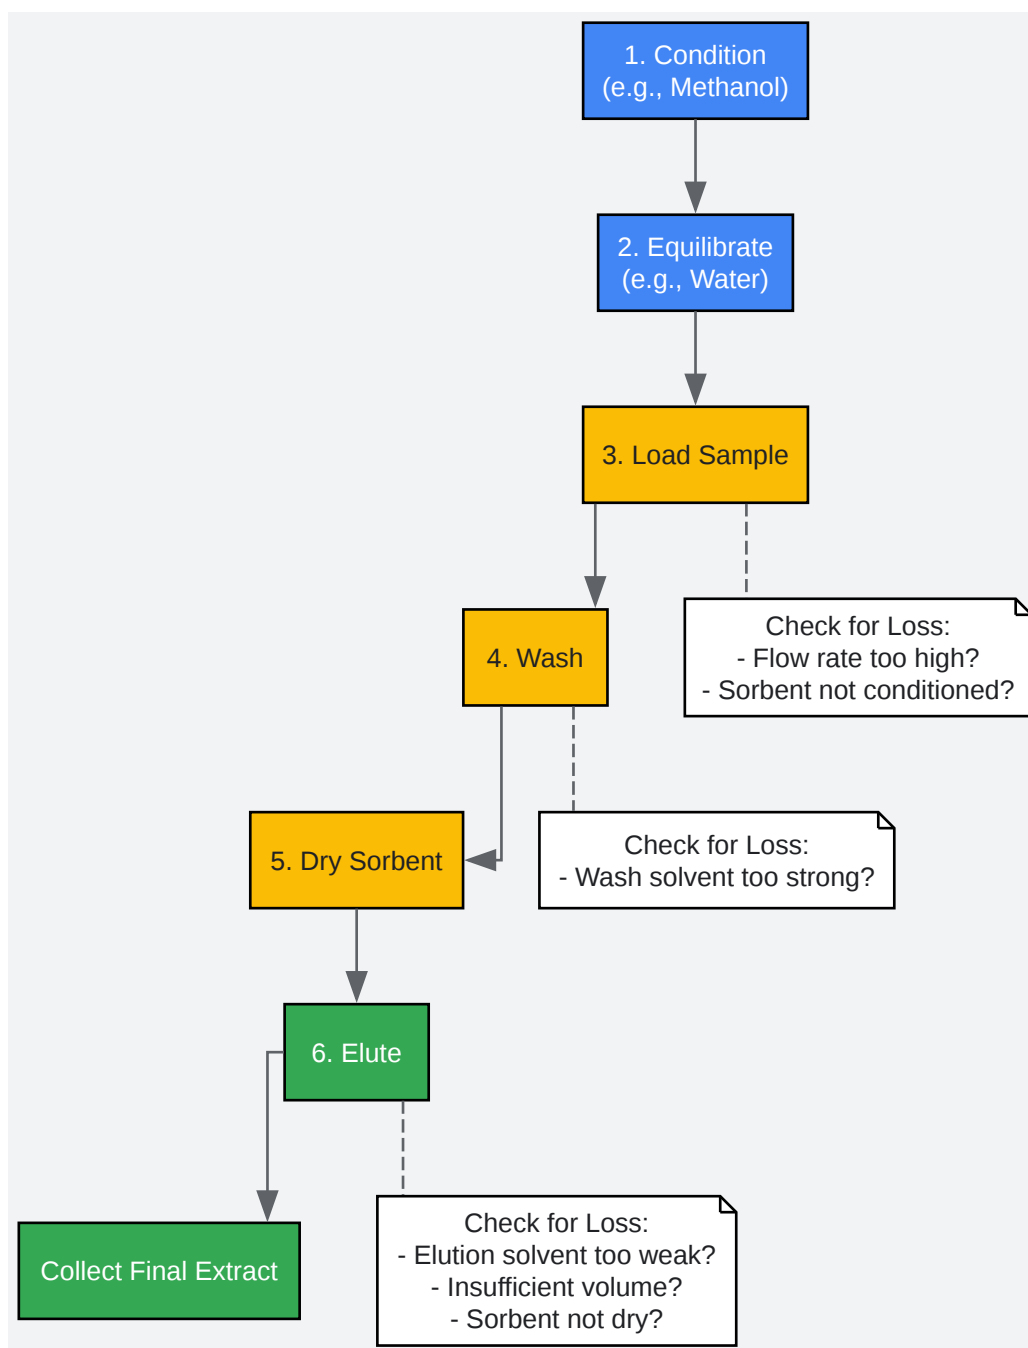 1. Condition
(e.g., Methanol)
2. Equilibrate
(e.g., Water)
3. Load Sample
Check for Loss:
- Flow rate too high?
- Sorbent not conditioned?
4. Wash
Check for Loss:
- Wash solvent too strong?
5. Dry Sorbent
6. Elute
Check for Loss:
- Elution solvent too weak?
- Insufficient volume?
- Sorbent not dry?
Collect Final Extract